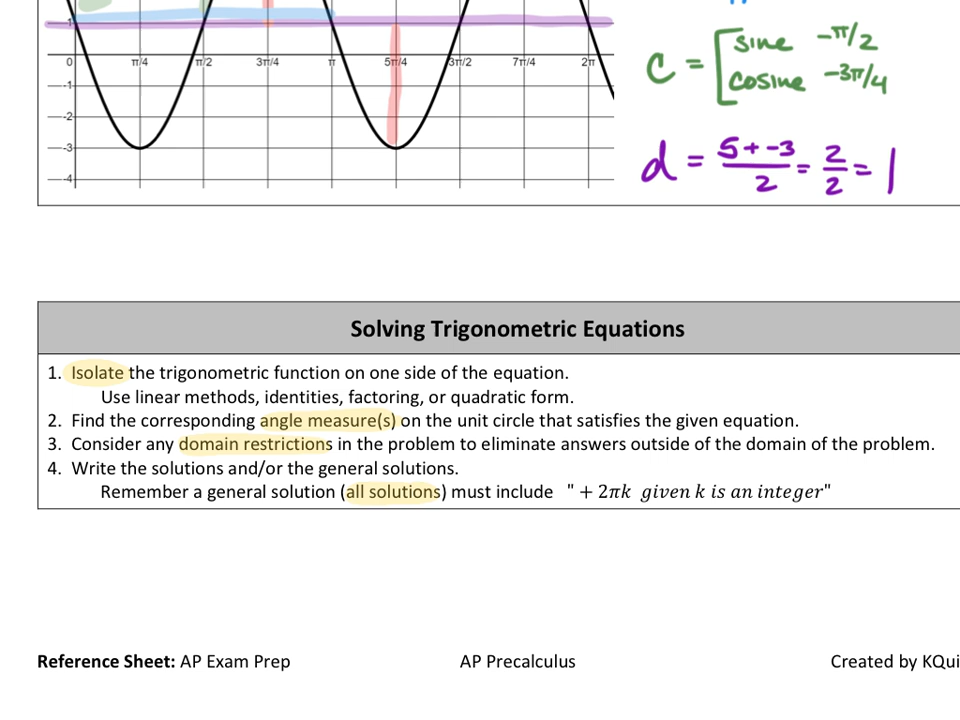 1
0 π/4 π/2 3π/4 π 5π/4 3π/2 7π/4 2π
-1
-2
-3
-4
c = [ sine -π/2
cosine -3π/4
d = 5+-3/2 = 2/2 = 1
Solving Trigonometric Equations
1. Isolate the trigonometric function on one side of the equation.
Use linear methods, identities, factoring, or quadratic form.
2. Find the corresponding angle measure(s) on the unit circle that satisfies the given equation.
3. Consider any domain restrictions in the problem to eliminate answers outside of the domain of the problem.
4. Write the solutions and/or the general solutions.
Remember a general solution (all solutions) must include " + 2πk given k is an integer"
Reference Sheet: AP Exam Prep AP Precalculus Created by KQui